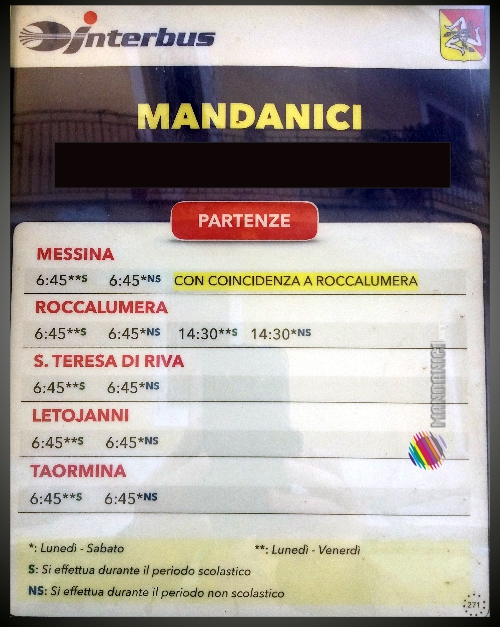 interbus
MANDANICI
PARTENZE
MESSINA
6:45**S 6:45*NS CON COINCIDENZA A ROCCALUMERA
ROCCALUMERA
6:45**S 6:45*NS 14:30**S 14:30*NS
S. TERESA DI RIVA
6:45**S 6:45*NS
LETOJANNI
6:45**S 6:45*NS
TAORMINA
6:45**S 6:45*NS
MANDANICI
*: Lunedì - Sabato **: Lunedì - Venerdì
S: Si effettua durante il periodo scolastico
NS: Si effettua durante il periodo non scolastico
271